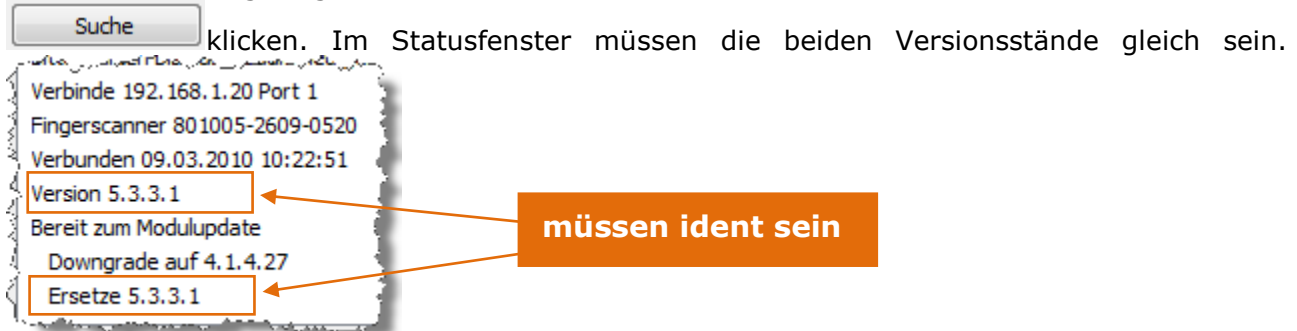 Suche klicken. Im Statusfenster müssen die beiden Versionsstände gleich sein.
Verbinde 192.168.1.20 Port 1
Fingerscanner 801005-2609-0520
Verbunden 09.03.2010 10:22:51
Version 5.3.3.1
Bereit zum Modulupdate
müssen ident sein
Downgrade auf 4.1.4.27
Ersetze 5.3.3.1